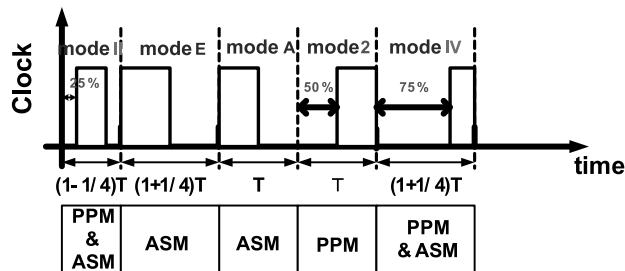 Clock
mode II mode E mode A mode 2 mode IV
25% 50% 75%
time
(1- 1/ 4)T (1+1/ 4)T T T (1+1/ 4)T
PPM & ASM ASM ASM PPM PPM & ASM